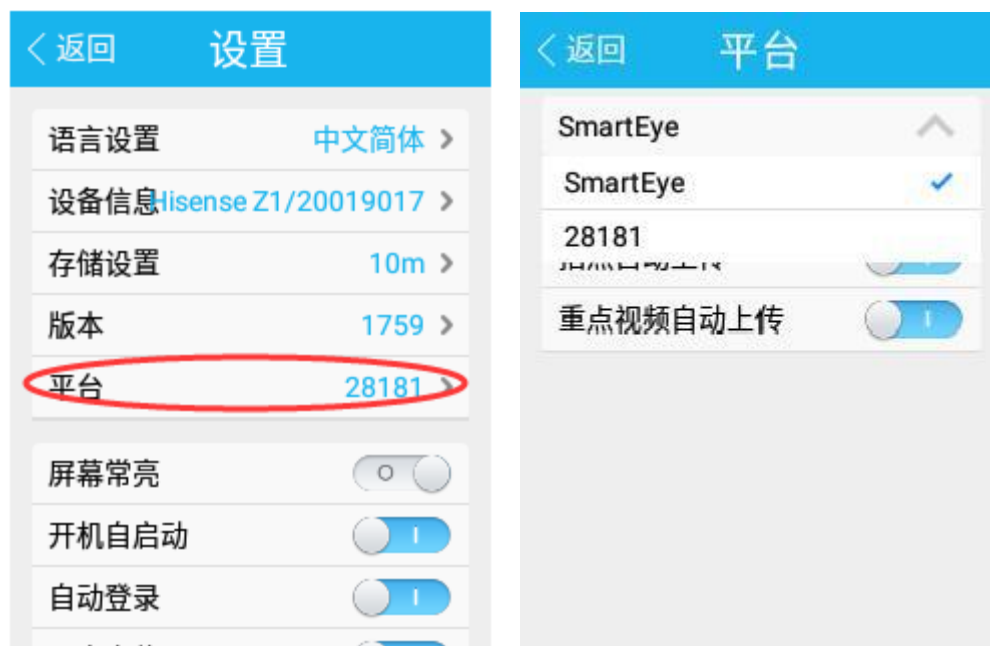 返回 设置
语言设置 中文简体
设备信息 Hisense Z1/20019017
存储设置 10m
版本 1759
平台 28181
屏幕常亮
开机自启动
自动登录
返回 平台
SmartEye
SmartEye
28181
重点视频自动上传